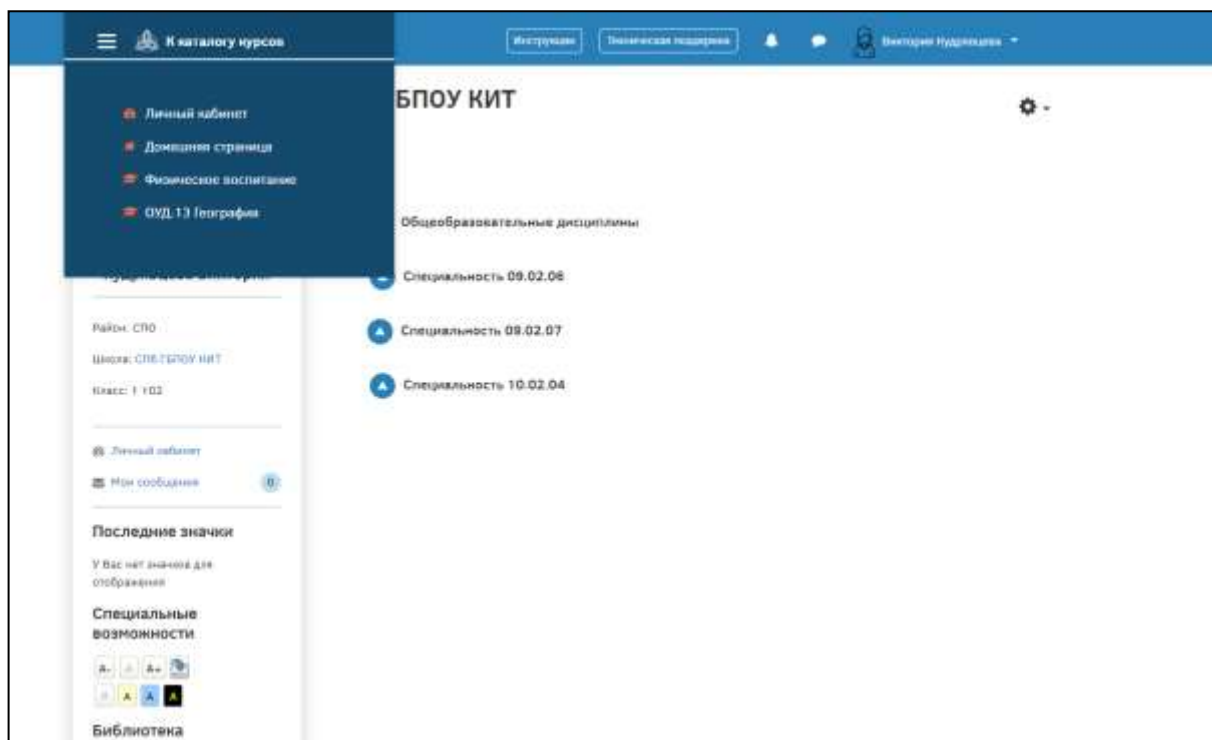 К каталогу курсов
Инструкции
Техническая поддержка
Виктория
Личный кабинет
Домашняя страница
Физическое воспитание
ОУД.13 География
БПОУ КИТ
Общеобразовательные дисциплины
Специальность 09.02.06
Специальность 09.02.07
Специальность 10.02.04
Район: СПО
Школа: СПб ГБПОУ КИТ
Класс: 1 102
Личный кабинет
Мои сообщения 0
Последние значки
У Вас нет значков для
отображения
Специальные
возможности
A- A A+
A A A A
Библиотека